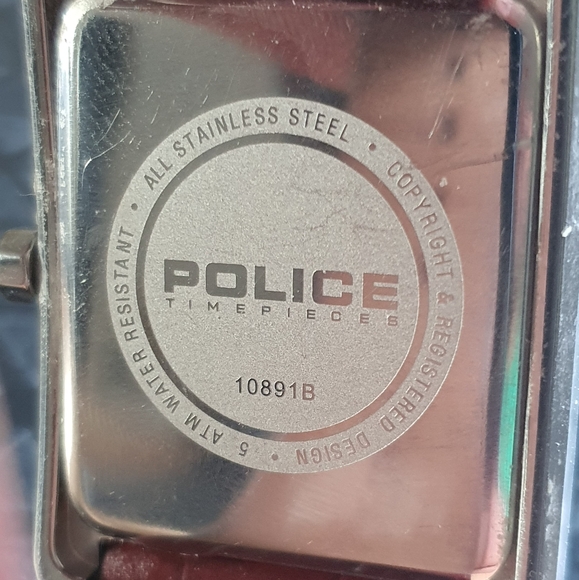 POLICE
TIMEPIECES
10891B
5 ATM WATER RESISTANT • ALL STAINLESS STEEL • COPYRIGHT & REGISTERED DESIGN •